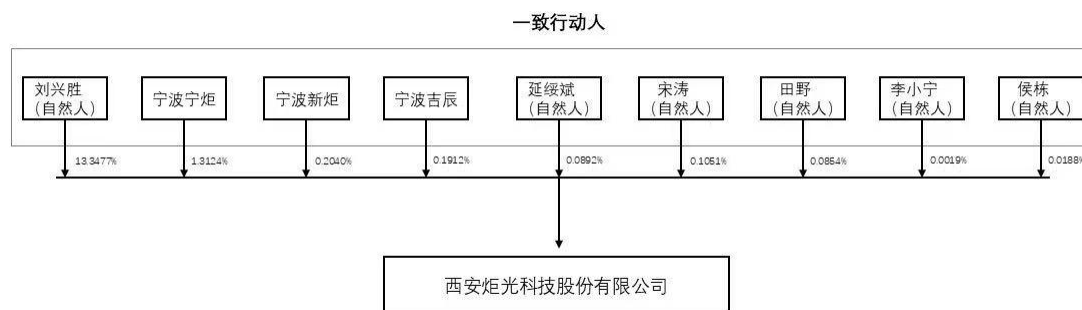 一致行动人
刘兴胜
（自然人）
宁波宁炬
宁波新炬
宁波吉辰
延绥斌
（自然人）
宋涛
（自然人）
田野
（自然人）
李小宁
（自然人）
侯栋
（自然人）
13.3477%
1.3124%
0.2040%
0.1912%
0.0892%
0.1051%
0.0854%
0.0019%
0.0188%
西安炬光科技股份有限公司